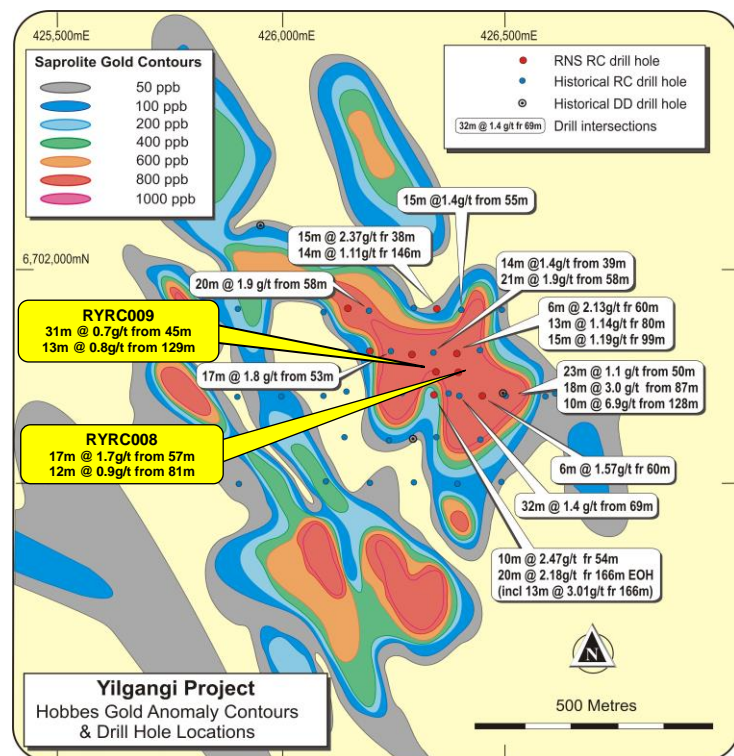 425,500mE
426,000mE
426,500mE
Saprolite Gold Contours
50 ppb
100 ppb
200 ppb
400 ppb
600 ppb
800 ppb
1000 ppb
RNS RC drill hole
Historical RC drill hole
Historical DD drill hole
32m @ 1.4 g/t fr 69m
Drill intersections
15m @1.4g/t from 55m
15m @ 2.37g/t fr 38m
14m @ 1.11g/t fr 146m
6,702,000mN
14m @1.4g/t from 39m
21m @ 1.9g/t from 58m
20m @ 1.9 g/t from 58m
RYRC009
31m @ 0.7g/t from 45m
13m @ 0.8g/t from 129m
6m @ 2.13g/t fr 60m
13m @ 1.14g/t fr 80m
15m @ 1.19g/t fr 99m
17m @ 1.8 g/t from 53m
23m @ 1.1 g/t from 50m
18m @ 3.0 g/t from 87m
10m @ 6.9g/t from 128m
RYRC008
17m @ 1.7g/t from 57m
12m @ 0.9g/t from 81m
6m @ 1.57g/t fr 60m
32m @ 1.4 g/t from 69m
10m @ 2.47g/t fr 54m
20m @ 2.18g/t fr 166m EOH
(incl 13m @ 3.01g/t fr 166m)
N
Yilgangi Project
Hobbes Gold Anomaly Contours
& Drill Hole Locations
500 Metres